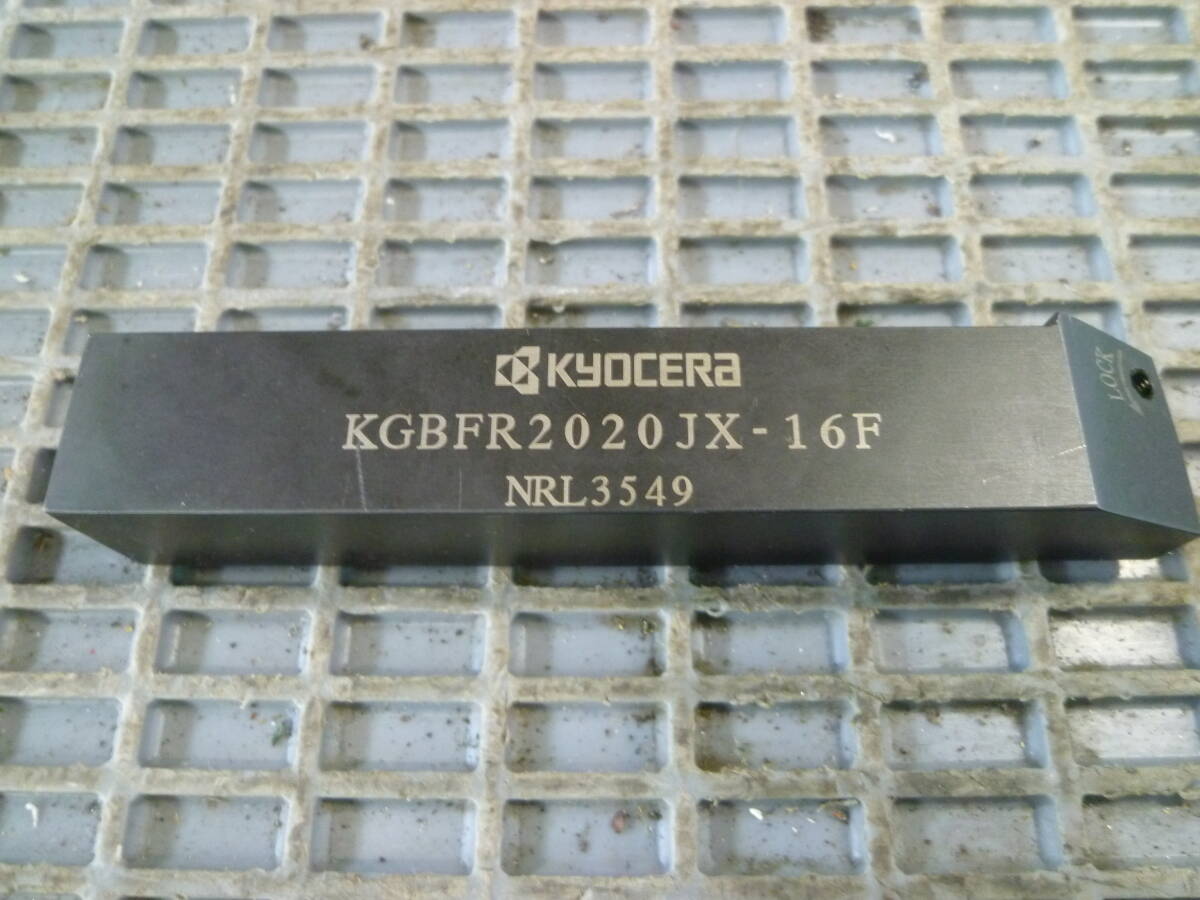 KYOCERA
KGBFR2020JX-16F
NRL3549
LOCK